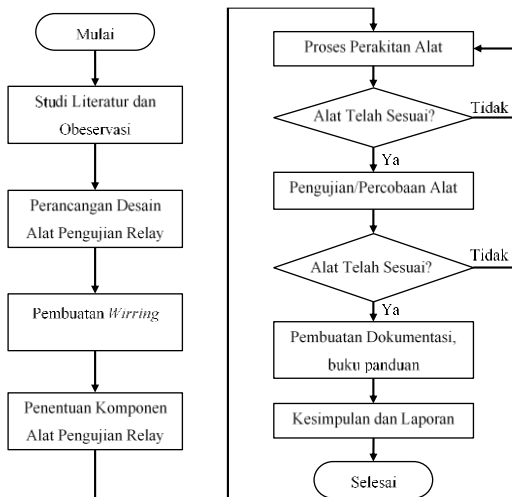 Mulai
Studi Literatur dan
Obeservasi
Perancangan Desain
Alat Pengujian Relay
Pembuatan Wirring
Penentuan Komponen
Alat Pengujian Relay
Proses Perakitan Alat
Alat Telah Sesuai?
Tidak
Ya
Pengujian/Percobaan Alat
Alat Telah Sesuai?
Tidak
Ya
Pembuatan Dokumentasi,
buku panduan
Kesimpulan dan Laporan
Selesai